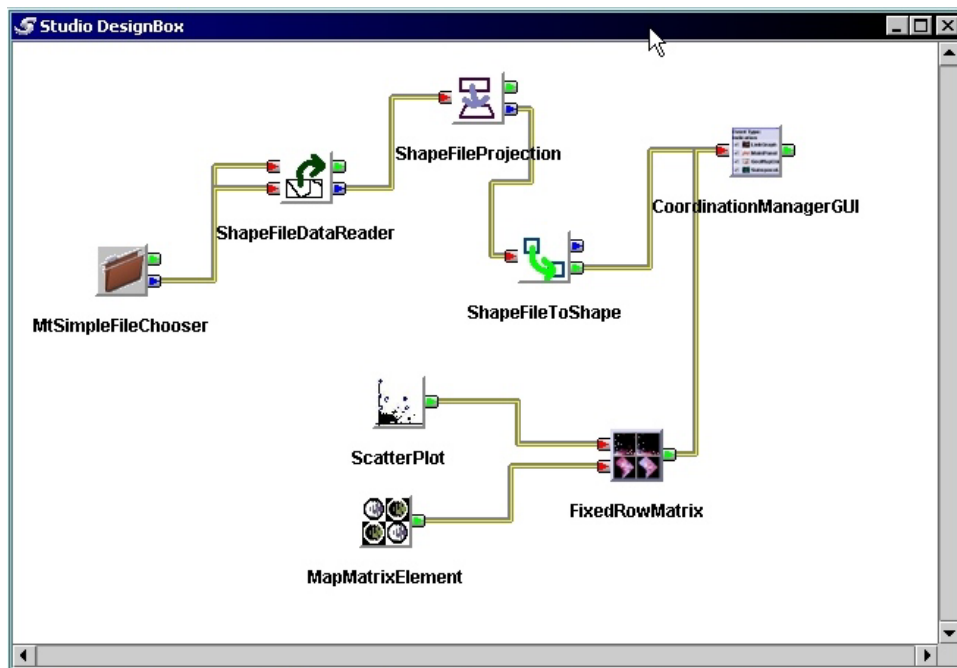 Studio DesignBox
ShapeFileProjection
CoordinationManagerGUI
ShapeFileDataReader
ShapeFileToShape
MtSimpleFileChooser
ScatterPlot
FixedRowMatrix
MapMatrixElement